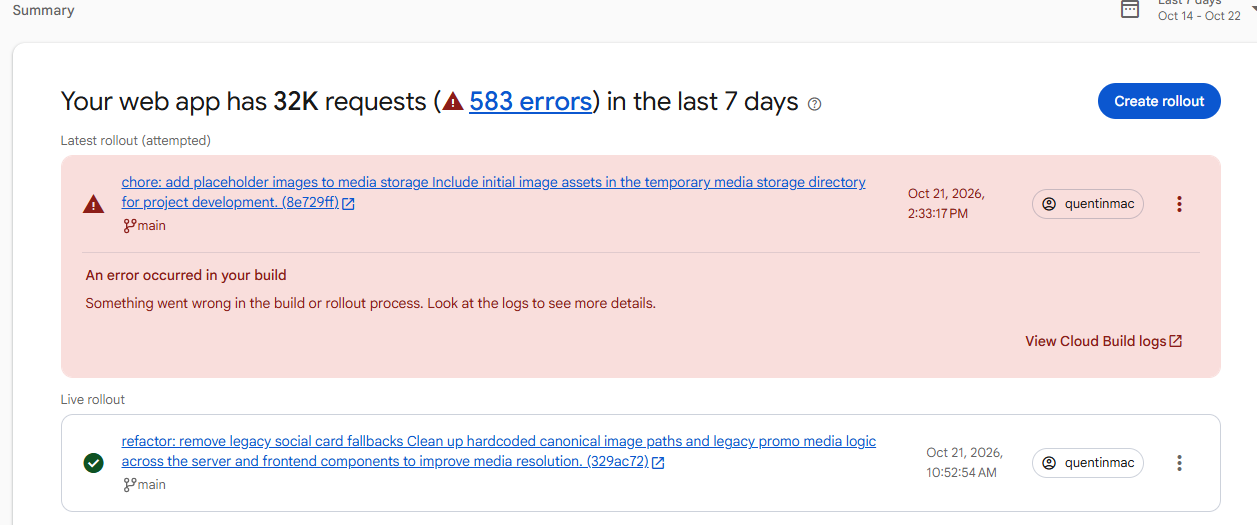 Summary
Last 7 days
Oct 14 - Oct 22
Your web app has 32K requests (583 errors) in the last 7 days
Create rollout
Latest rollout (attempted)
chore: add placeholder images to media storage Include initial image assets in the temporary media storage directory
for project development. (8e729ff)
main
Oct 21, 2026,
2:33:17 PM
quentinmac
An error occurred in your build
Something went wrong in the build or rollout process. Look at the logs to see more details.
View Cloud Build logs
Live rollout
refactor: remove legacy social card fallbacks Clean up hardcoded canonical image paths and legacy promo media logic
across the server and frontend components to improve media resolution. (329ac72)
main
Oct 21, 2026,
10:52:54 AM
quentinmac